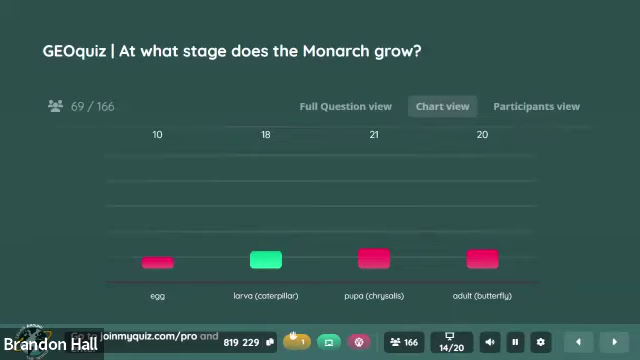 GEOquiz | At what stage does the Monarch grow?
69 / 166
Full Question view
Chart view
Participants view
10
18
21
20
egg
larva (caterpillar)
pupa (chrysalis)
adult (butterfly)
Go to joinmyquiz.com/pro and
819 229
1
166
14/20
Brandon Hall